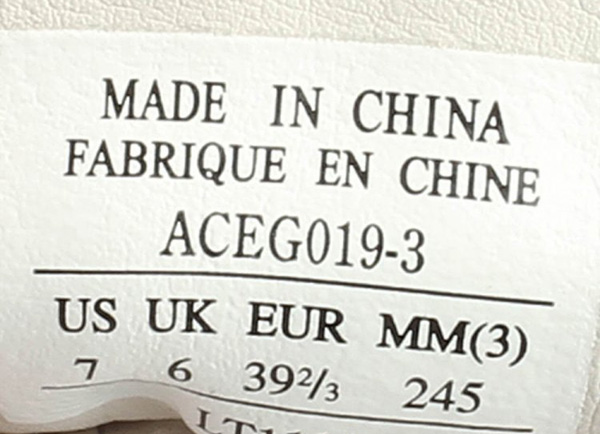 MADE IN CHINA
FABRIQUE EN CHINE
ACEG019-3
US UK EUR MM(3)
7 6 39⅔ 245